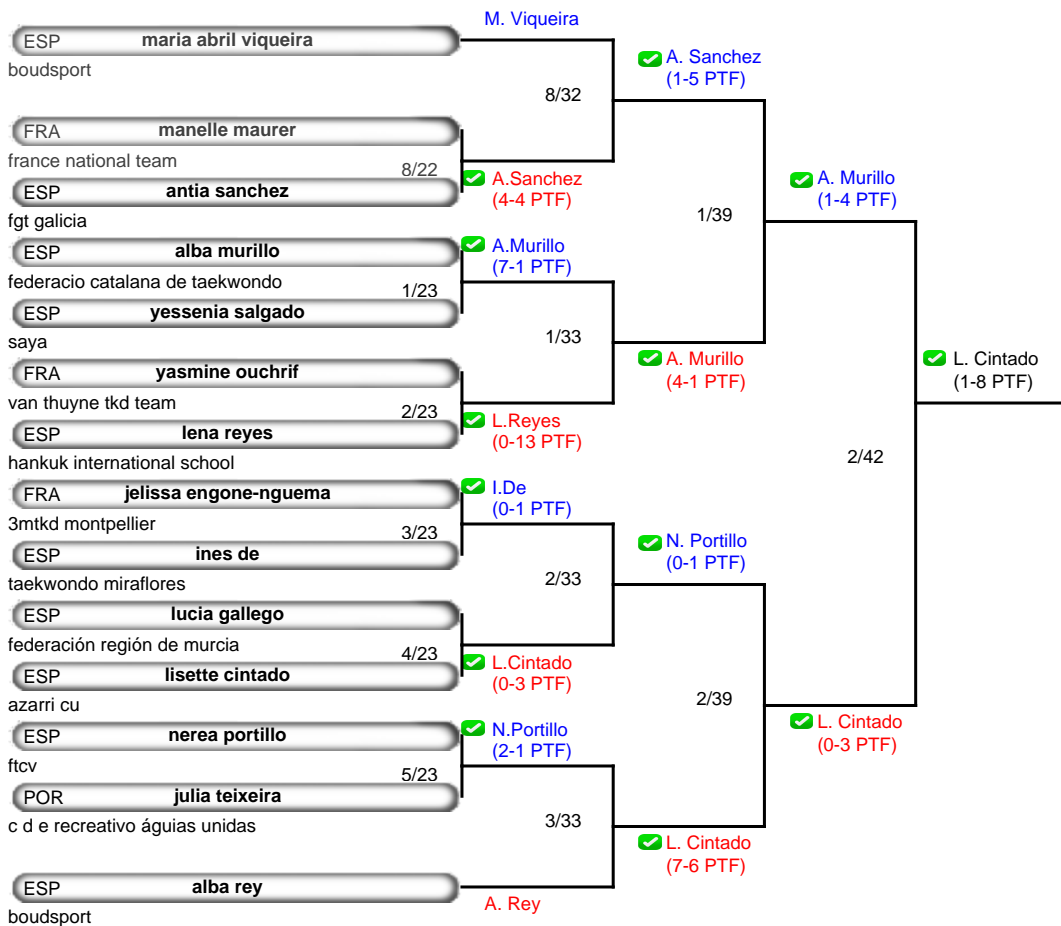 M. Viqueira
ESP maria abril viqueira
boudsport
A. Sanchez
(1-5 PTF)
8/32
FRA manelle maurer
france national team
8/22
ESP antia sanchez
fgt galicia
A.Sanchez
(4-4 PTF)
A. Murillo
(1-4 PTF)
1/39
ESP alba murillo
federacio catalana de taekwondo
1/23
A.Murillo
(7-1 PTF)
ESP yessenia salgado
saya
1/33
FRA yasmine ouchrif
van thuyne tkd team
2/23
A. Murillo
(4-1 PTF)
L. Cintado
(1-8 PTF)
ESP lena reyes
hankuk international school
L.Reyes
(0-13 PTF)
2/42
FRA jelissa engone-nguema
3mtkd montpellier
3/23
I.De
(0-1 PTF)
ESP ines de
taekwondo miraflores
N. Portillo
(0-1 PTF)
2/33
ESP lucia gallego
federación región de murcia
4/23
ESP lisette cintado
azarri cu
L.Cintado
(0-3 PTF)
2/39
L. Cintado
(0-3 PTF)
ESP nerea portillo
ftcv
5/23
N.Portillo
(2-1 PTF)
POR julia teixeira
c d e recreativo águias unidas
3/33
L. Cintado
(7-6 PTF)
ESP alba rey
boudsport
A. Rey